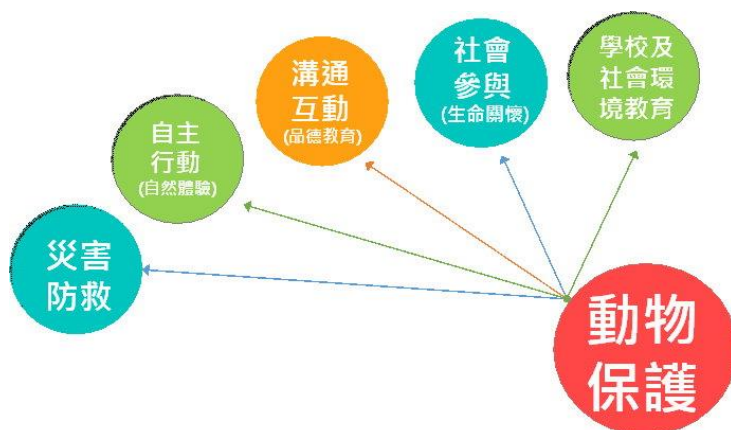 災害
防救
自主
行動
(自然體驗)
溝通
互動
(品德教育)
社會
參與
(生命關懷)
學校及
社會環
境教育
動物
保護